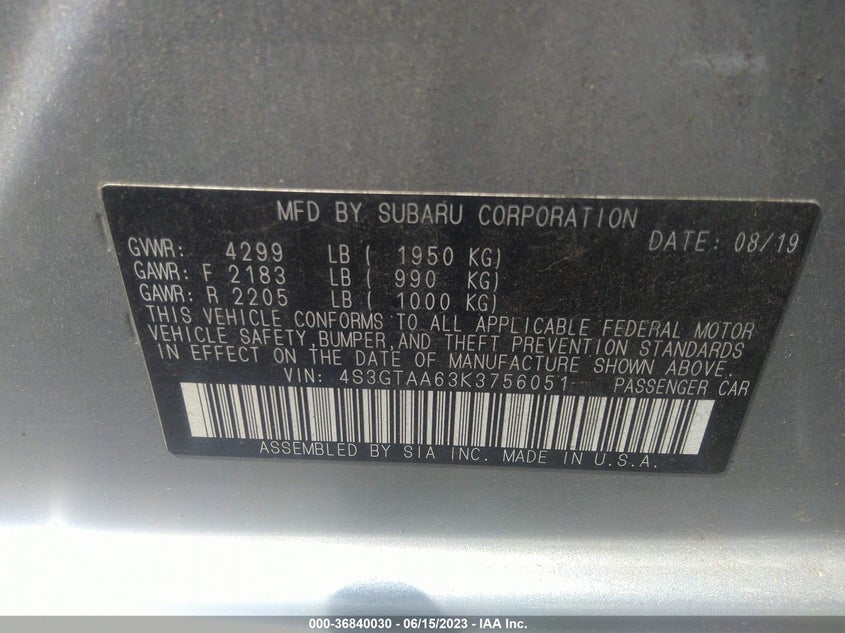 MFD BY SUBARU CORPORATION
DATE: 08/19
GVWR: 4299 LB ( 1950 KG)
GAWR: F 2183 LB ( 990 KG)
GAWR: R 2205 LB ( 1000 KG)
THIS VEHICLE CONFORMS TO ALL APPLICABLE FEDERAL MOTOR
VEHICLE SAFETY, BUMPER, AND THEFT PREVENTION STANDARDS
IN EFFECT ON THE DATE OF MANUFACTURE SHOWN ABOVE.
VIN: 4S3GTAA63K3756051 PASSENGER CAR
ASSEMBLED BY SIA INC. MADE IN U.S.A.
000-36840030 - 06/15/2023 - IAA Inc.